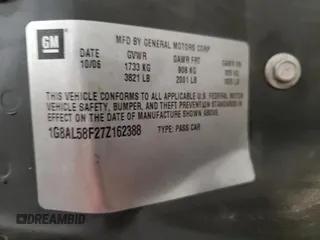 GM
MFD BY GENERAL MOTORS CORP
DATE GVWR GAWR FRT GAWR RR
10/06 1733 KG 908 KG
3821 LB 2001 LB
THIS VEHICLE CONFORMS TO ALL APPLICABLE U.S. FEDERAL MOTOR
VEHICLE SAFETY, BUMPER, AND THEFT PREVENTION STANDARDS
IN EFFECT ON THE DATE OF MANUFACTURE SHOWN ABOVE.
1G8AL58F27Z162388 TYPE: PASS CAR
DREAMBID